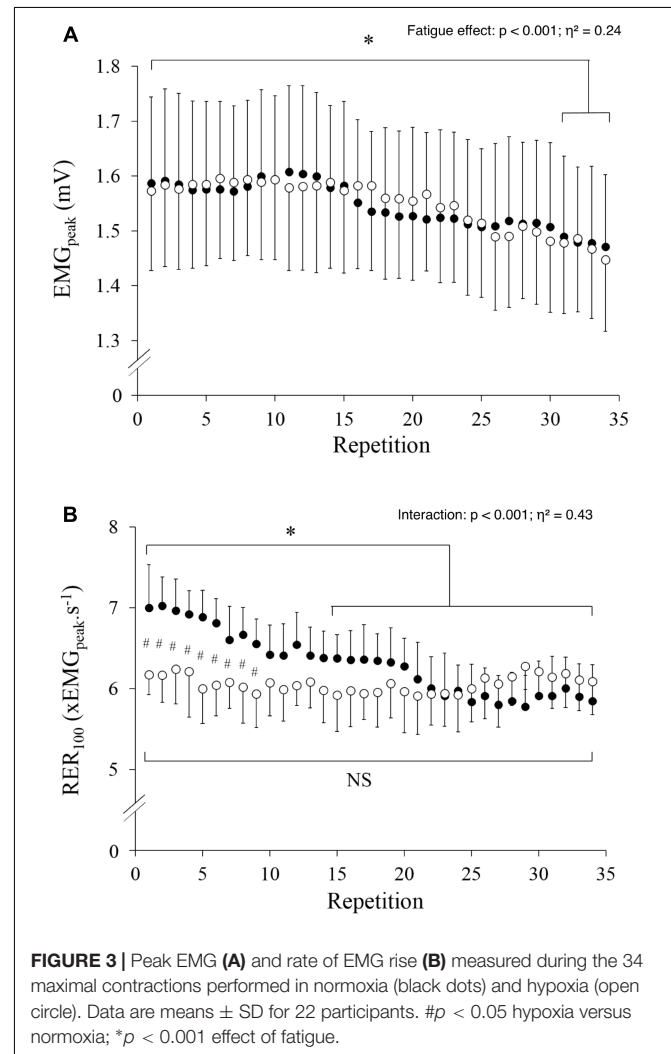 A
Fatigue effect: p < 0.001; η² = 0.24
*
1.8
1.7
1.6
1.5
1.4
1.3
0
EMGpeak (mV)
0 5 10 15 20 25 30 35
Repetition
B
Interaction: p < 0.001; η² = 0.43
*
8
7
6
5
0
RER100 (xEMGpeak.s-1)
# # # # # # # # #
NS
0 5 10 15 20 25 30 35
Repetition
FIGURE 3 | Peak EMG (A) and rate of EMG rise (B) measured during the 34
maximal contractions performed in normoxia (black dots) and hypoxia (open
circle). Data are means ± SD for 22 participants. #p < 0.05 hypoxia versus
normoxia; *p < 0.001 effect of fatigue.